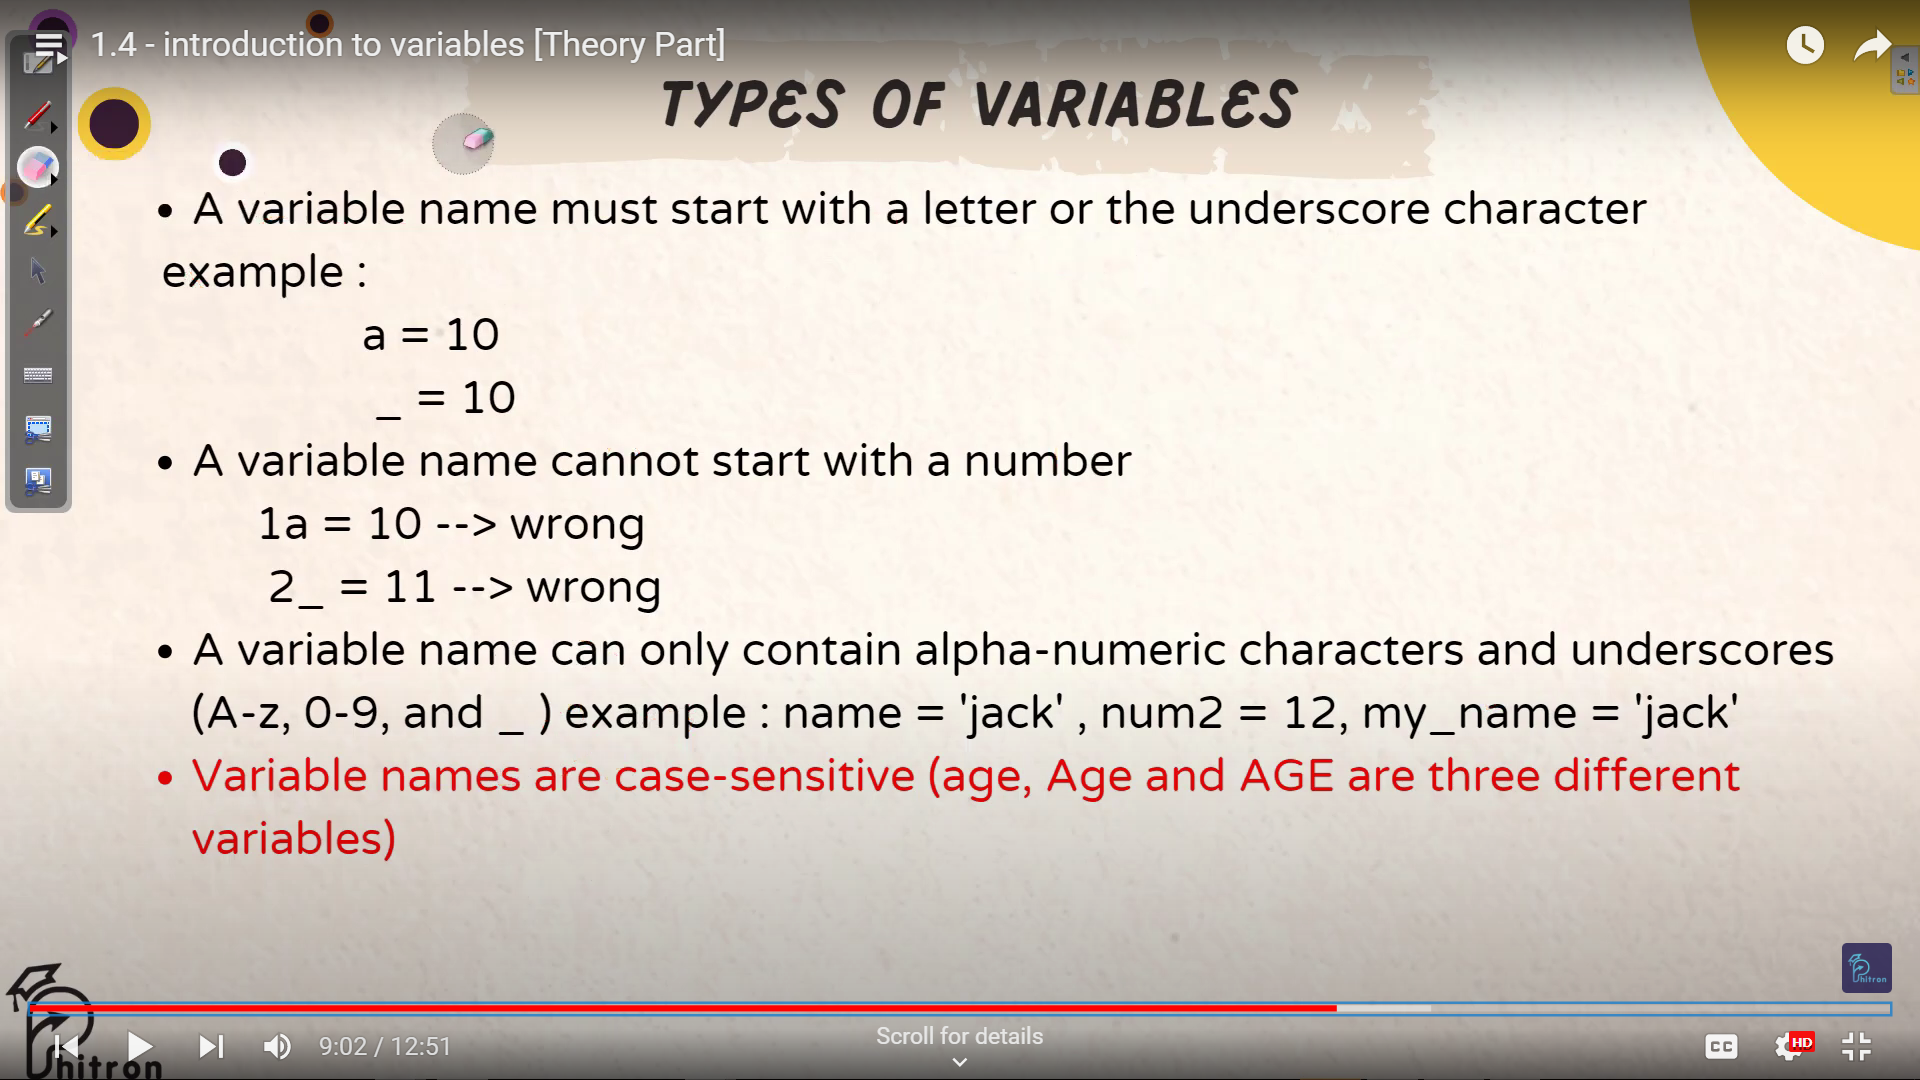 1.4 - introduction to variables [Theory Part]
TYPES OF VARIABLES
• A variable name must start with a letter or the underscore character
example :
a = 10
_ = 10
• A variable name cannot start with a number
1a = 10 --> wrong
2_ = 11 --> wrong
• A variable name can only contain alpha-numeric characters and underscores
(A-z, 0-9, and _ ) example : name = 'jack' , num2 = 12, my_name = 'jack'
• Variable names are case-sensitive (age, Age and AGE are three different
variables)
Phitron
Scroll for details
9:02 / 12:51
CC
HD
Phitron